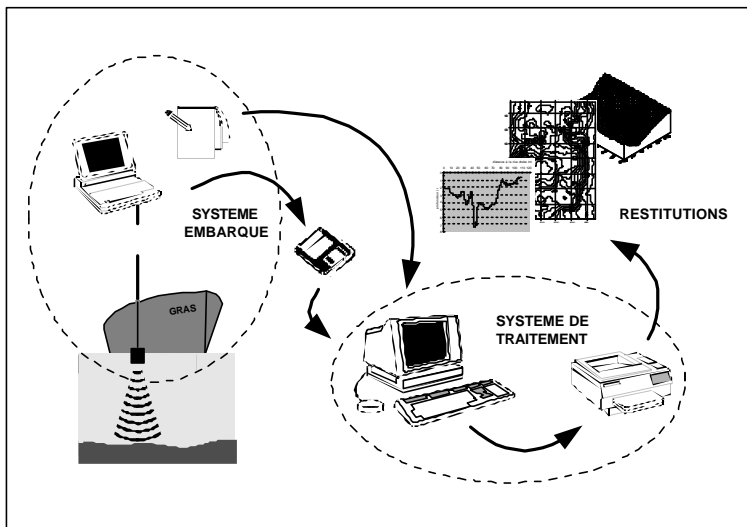 SYSTEME
EMBARQUE
GRAS
RESTITUTIONS
SYSTEME DE
TRAITEMENT